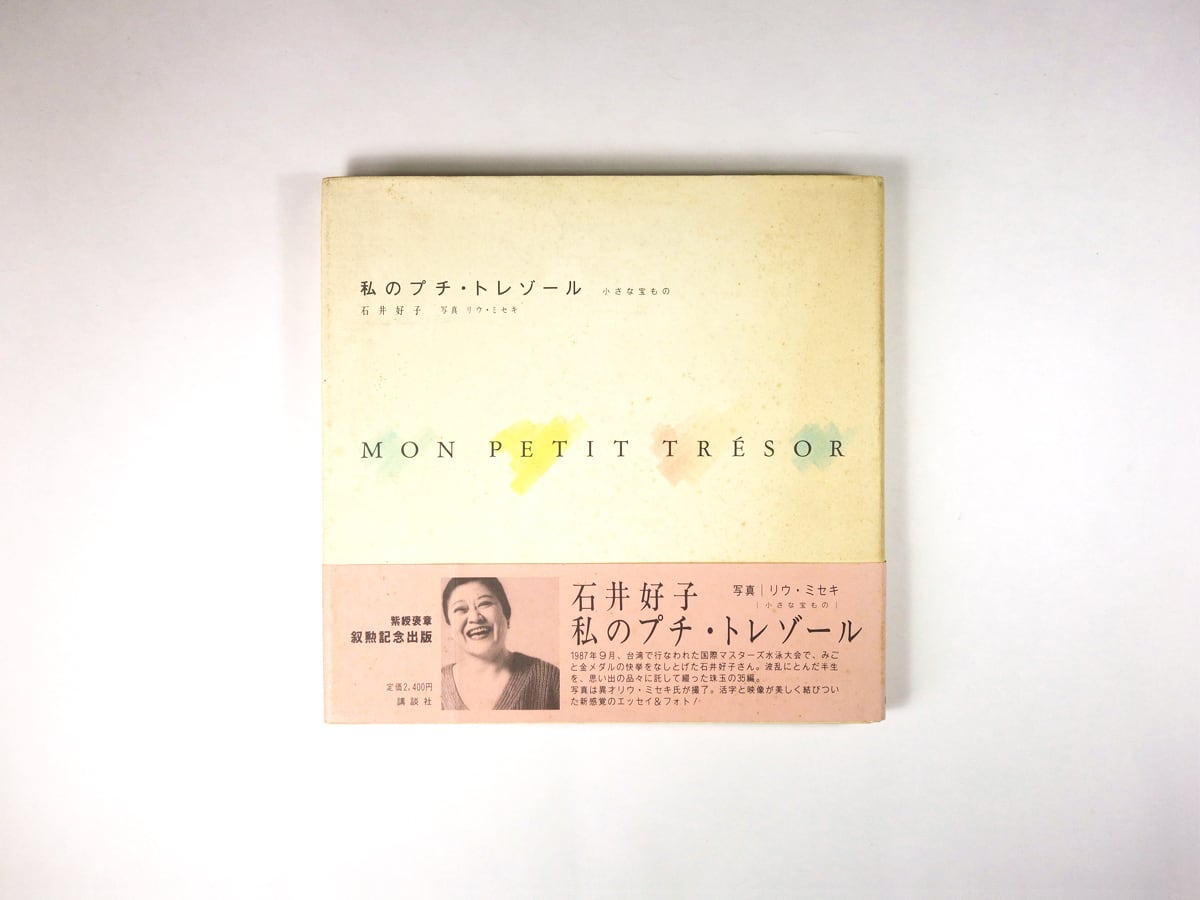 私のプチ・トレゾール 小さな宝もの
石井好子 写真 リウ・ミセキ
MON PETIT TRÉSOR
紫綬褒章
叙勲記念出版
定価2,400円
講談社
石井好子 写真|リウ・ミセキ
|小さな宝もの|
私のプチ・トレゾール
1987年9月、台湾で行なわれた国際マスターズ水泳大会で、みご
と金メダルの快挙をなしとげた石井好子さん。波乱にとんだ半生
を、思い出の品々に託して綴った珠玉の35編。
写真は異才リウ・ミセキ氏が撮了。活字と映像が美しく結びつい
た新感覚のエッセイ&フォト!